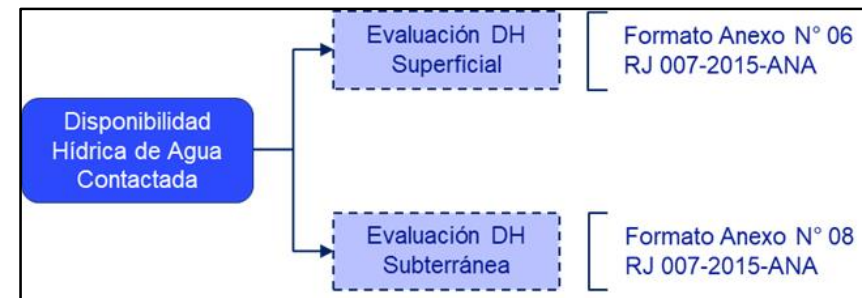 Evaluación DH
Superficial
Formato Anexo N° 06
RJ 007-2015-ANA
Disponibilidad
Hídrica de Agua
Contactada
Evaluación DH
Subterránea
Formato Anexo N° 08
RJ 007-2015-ANA